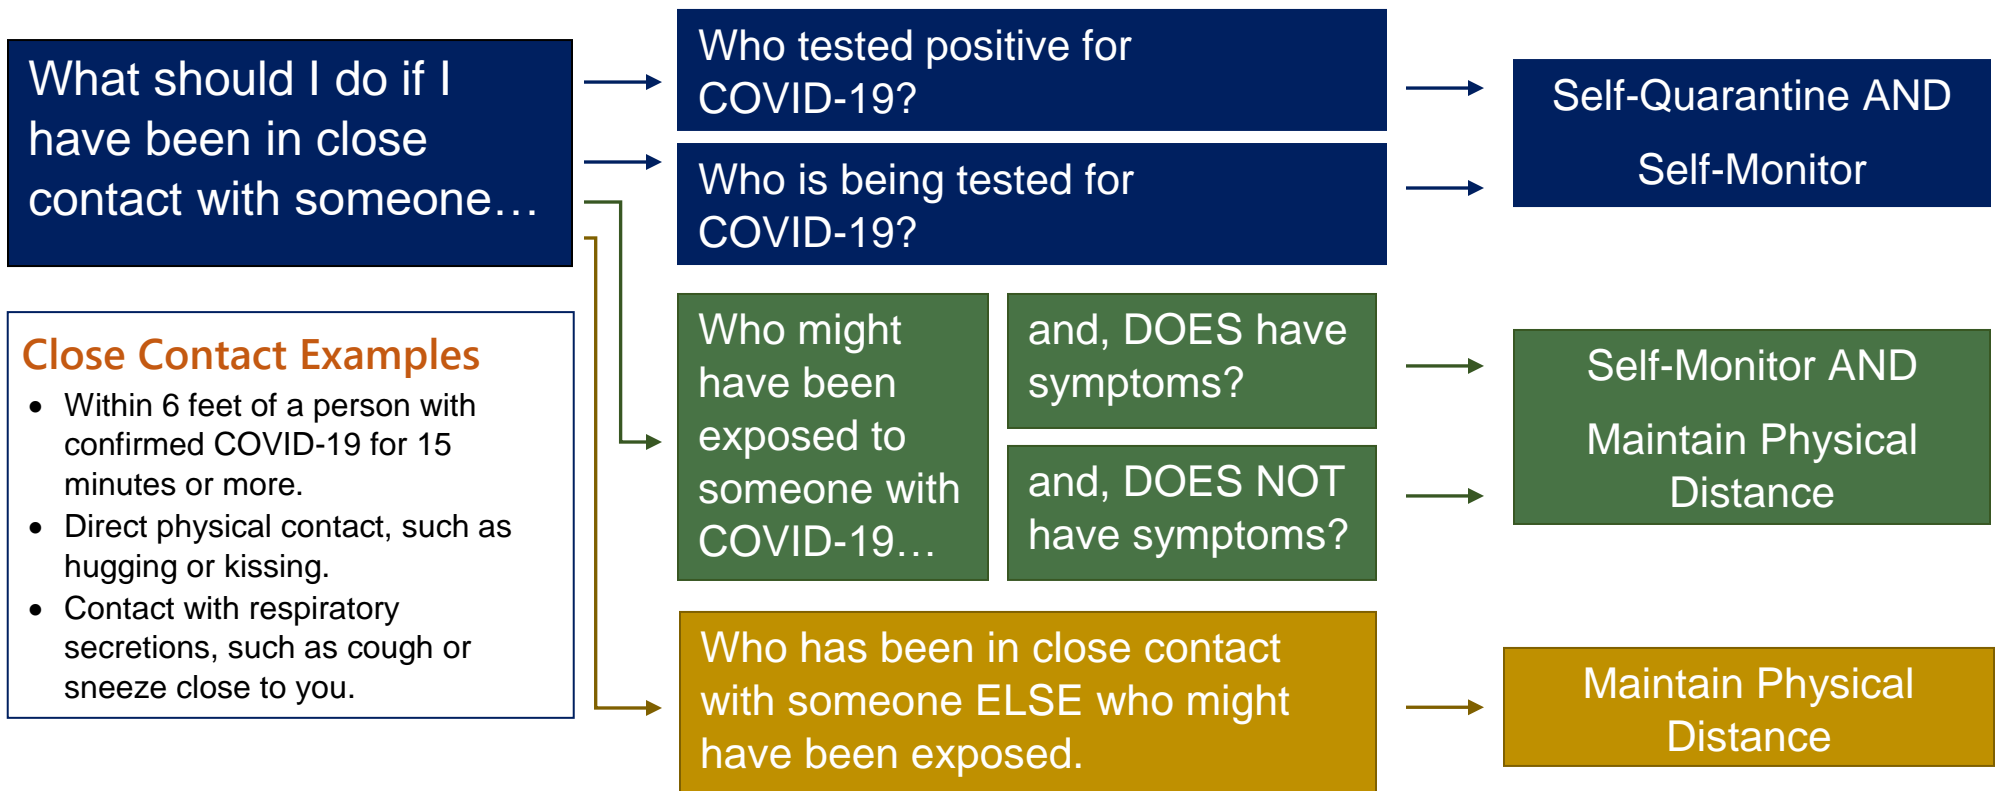 What should I do if I
have been in close
contact with someone…
Close Contact Examples
• Within 6 feet of a person with
confirmed COVID-19 for 15
minutes or more.
• Direct physical contact, such as
hugging or kissing.
• Contact with respiratory
secretions, such as cough or
sneeze close to you.
Who tested positive for
COVID-19?
Who is being tested for
COVID-19?
Self-Quarantine AND
Self-Monitor
Who might
have been
exposed to
someone with
COVID-19…
and, DOES have
symptoms?
and, DOES NOT
have symptoms?
Self-Monitor AND
Maintain Physical
Distance
Who has been in close contact
with someone ELSE who might
have been exposed.
Maintain Physical
Distance